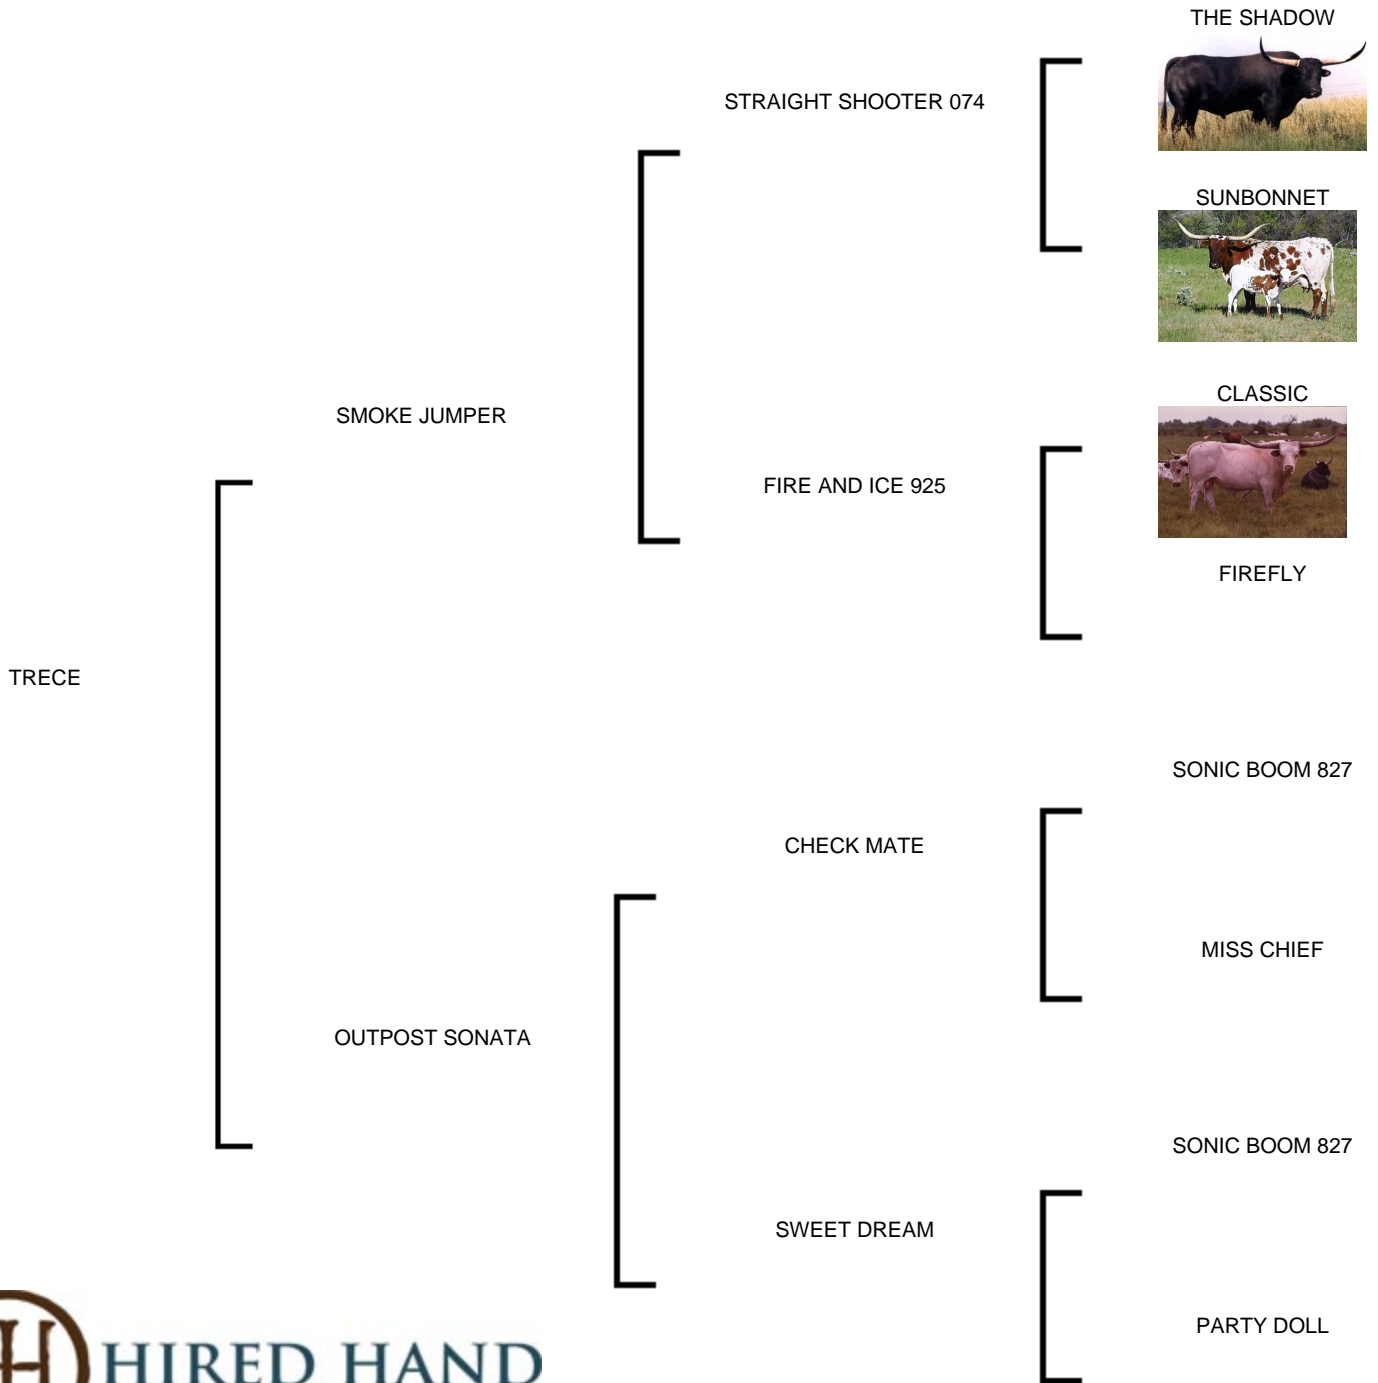 THE SHADOW
STRAIGHT SHOOTER 074
SUNBONNET
SMOKE JUMPER
CLASSIC
FIRE AND ICE 925
FIREFLY
TRECE
SONIC BOOM 827
CHECK MATE
MISS CHIEF
OUTPOST SONATA
SONIC BOOM 827
SWEET DREAM
PARTY DOLL
H HIRED HAND